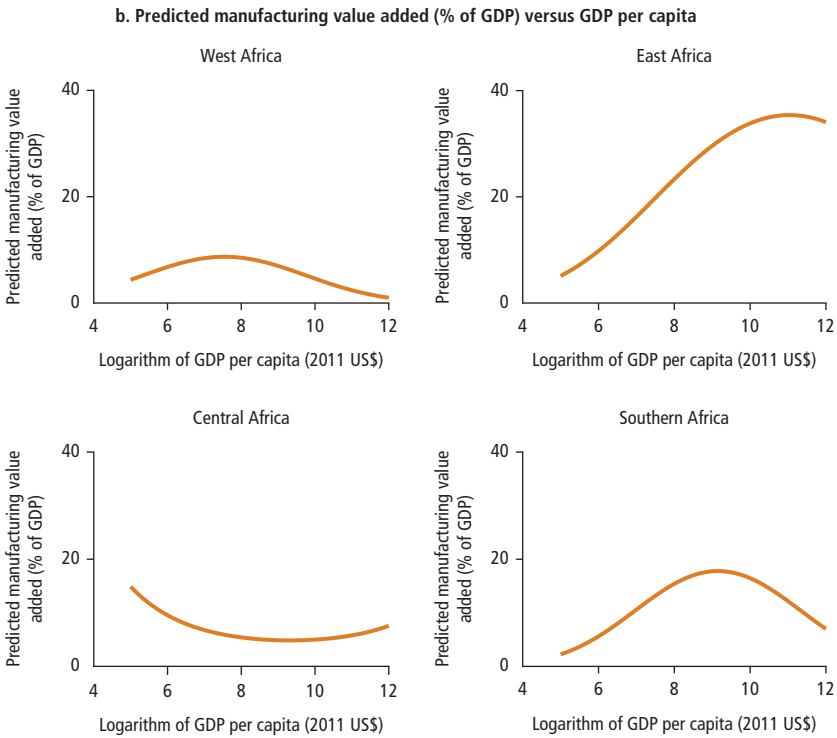 b. Predicted manufacturing value added (% of GDP) versus GDP per capita
West Africa
Predicted manufacturing value
added (% of GDP)
40
20
0
4 6 8 10 12
Logarithm of GDP per capita (2011 US$)
East Africa
Predicted manufacturing value
added (% of GDP)
40
20
0
4 6 8 10 12
Logarithm of GDP per capita (2011 US$)
Central Africa
Predicted manufacturing value
added (% of GDP)
40
20
0
4 6 8 10 12
Logarithm of GDP per capita (2011 US$)
Southern Africa
Predicted manufacturing value
added (% of GDP)
40
20
0
4 6 8 10 12
Logarithm of GDP per capita (2011 US$)